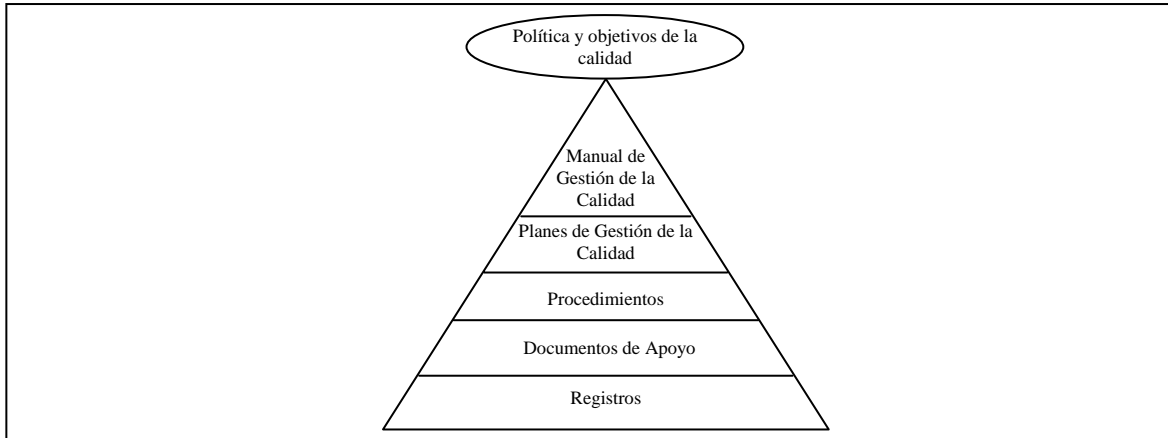 Política y objetivos de la
calidad
Manual de
Gestión de la
Calidad
Planes de Gestión de la
Calidad
Procedimientos
Documentos de Apoyo
Registros